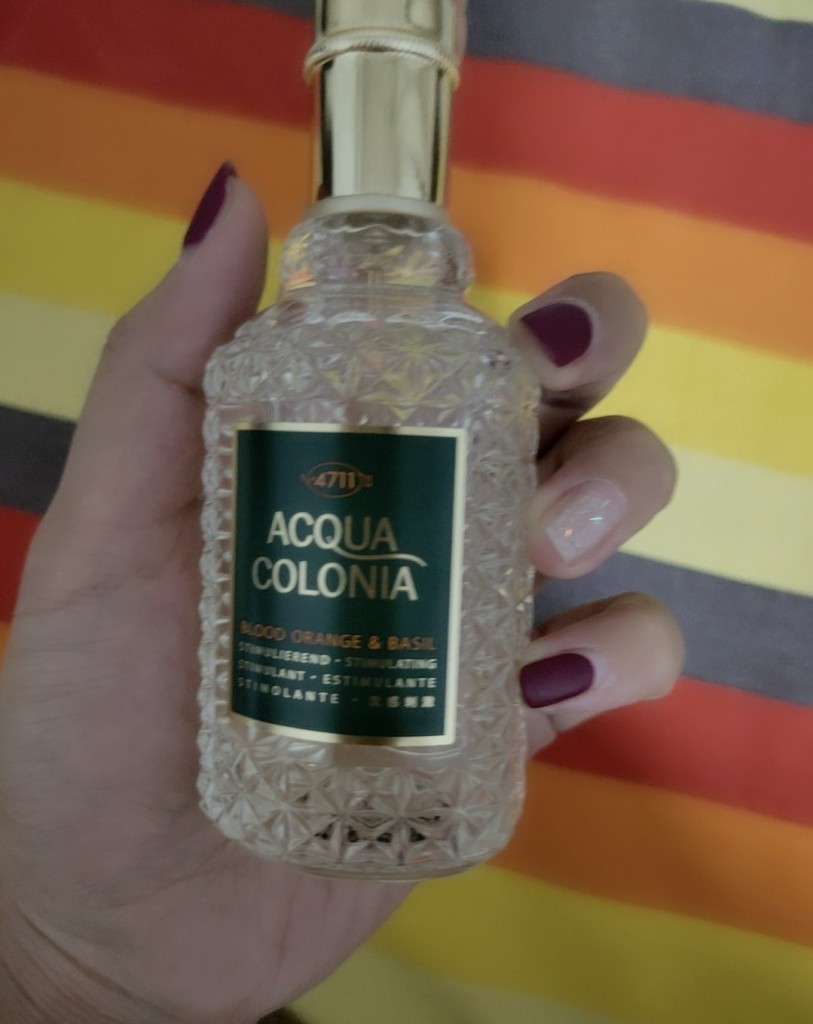 4711
ACQUA
COLONIA
BLOOD ORANGE & BASIL
STIMULIEREND - STIMULATING
STIMULANT - ESTIMULANTE
STIMOLANTE -